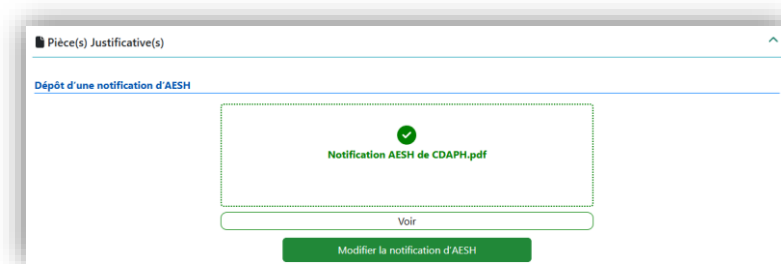 Pièce(s) Justificative(s)
Dépôt d'une notification d'AESH
Notification AESH de CDAPH.pdf
Voir
Modifier la notification d'AESH